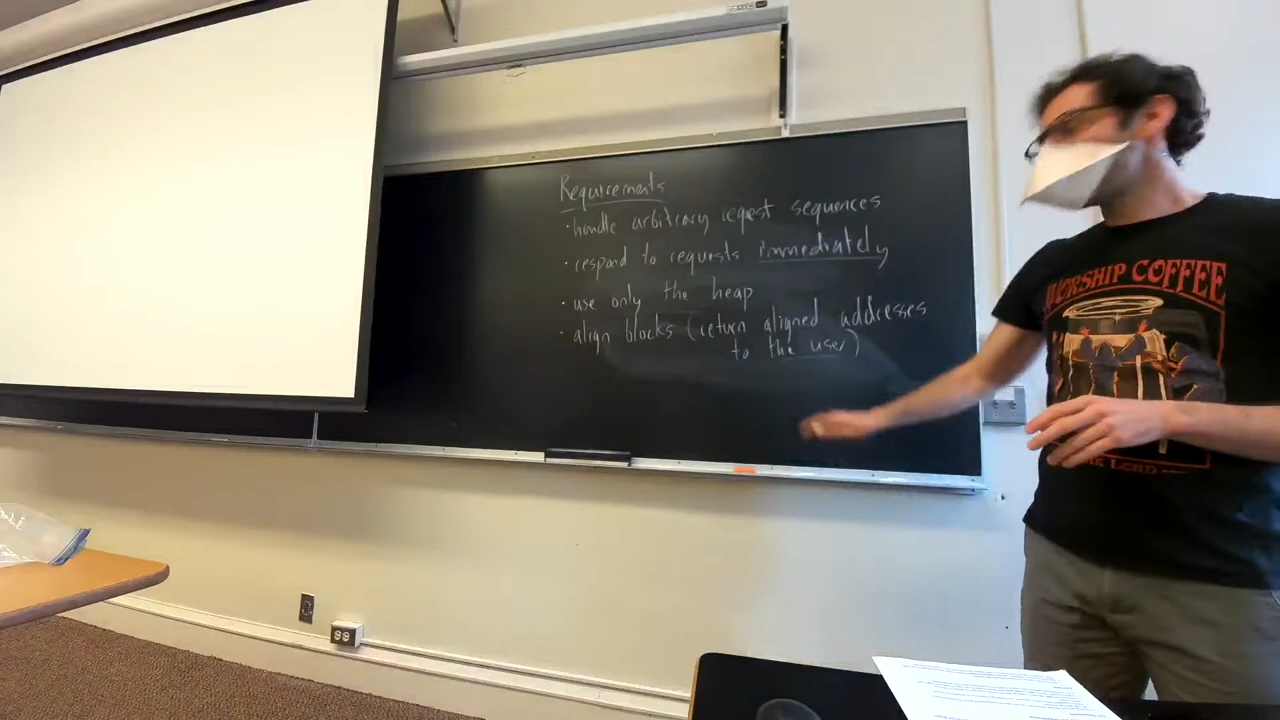 Requirements
· handle arbitrary reqest sequences
· respond to requests immediately
· use only the heap
· align blocks (return aligned addresses
to the user)
WORSHIP COFFEE